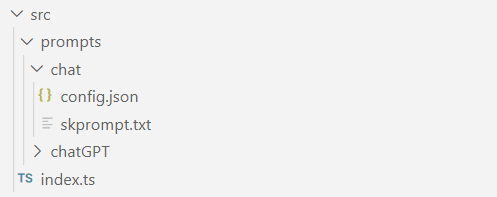 src
prompts
chat
{} config.json
skprompt.txt
chatGPT
TS index.ts